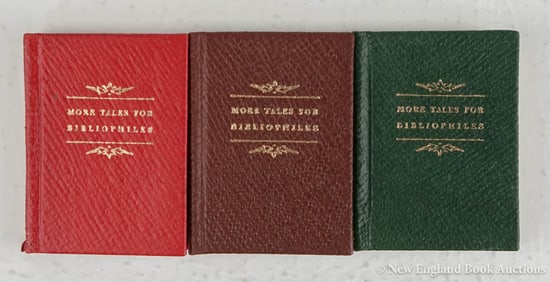 MORE TALES FOR
BIBLIOPHILES
MORE TALES FOR
BIBLIOPHILES
MORE TALES FOR
BIBLIOPHILES
© New England Book Auctions